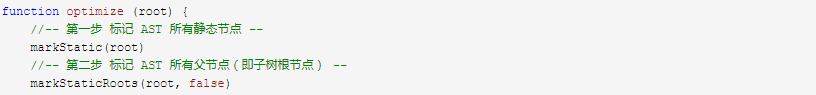 function optimize (root) {
    //-- 第一步 标记 AST 所有静态节点 --
    markStatic(root)
    //-- 第二步 标记 AST 所有父节点（即子树根节点） --
    markStaticRoots(root, false)